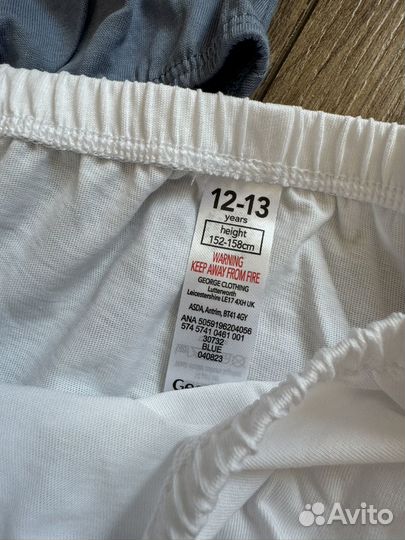 12-13
years
height
152-158cm
WARNING
KEEP AWAY FROM FIRE
GEORGE CLOTHING
Lutterworth
Leicestershire LE17 4XH UK
ASDA, Antrim, BT41 4GY
ANA 5059196204056
574 5741 0461 001
30732
BLUE
040823
Avito